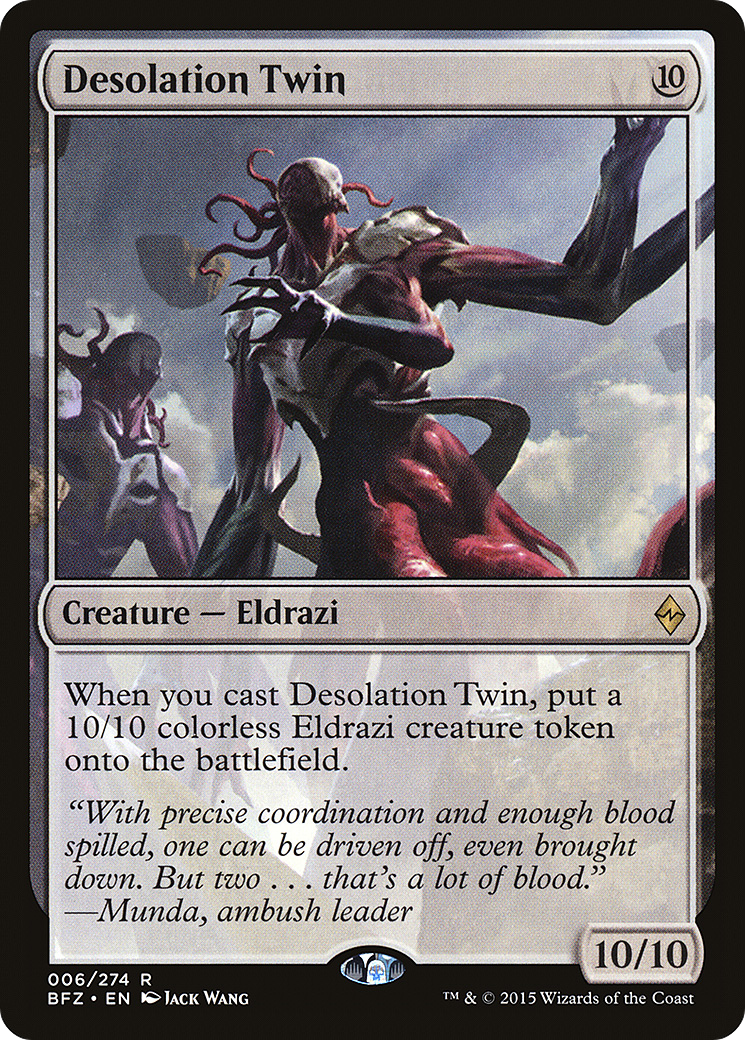 Desolation Twin
10
Creature — Eldrazi
When you cast Desolation Twin, put a
10/10 colorless Eldrazi creature token
onto the battlefield.
“With precise coordination and enough blood
spilled, one can be driven off, even brought
down. But two . . . that’s a lot of blood.”
—Munda, ambush leader
10/10
006/274 R
BFZ • EN Jack Wang
™ & © 2015 Wizards of the Coast